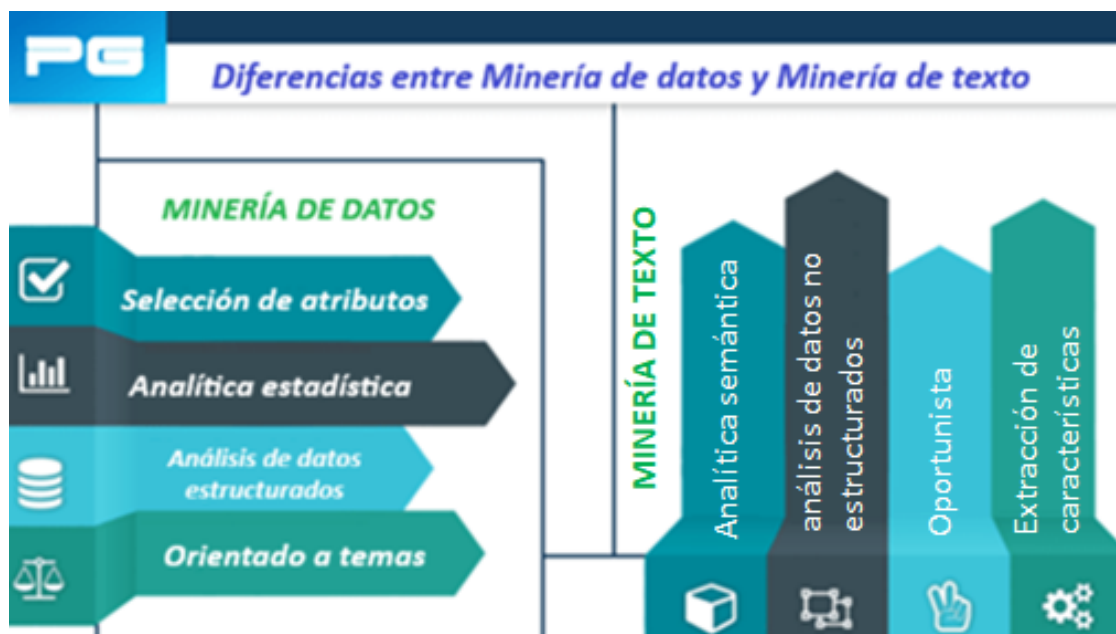 PG
Diferencias entre Minería de datos y Minería de texto
MINERÍA DE DATOS
Selección de atributos
Analítica estadística
Análisis de datos
estructurados
Orientado a temas
MINERÍA DE TEXTO
Analítica semántica
análisis de datos no
estructurados
Oportunista
Extracción de
características